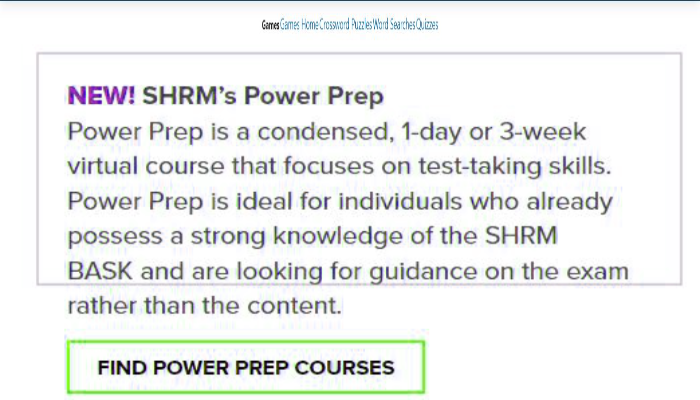 Games Games Home Crossword Puzzles Word Searches Quizzes
NEW! SHRM's Power Prep
Power Prep is a condensed, 1-day or 3-week
virtual course that focuses on test-taking skills.
Power Prep is ideal for individuals who already
possess a strong knowledge of the SHRM
BASK and are looking for guidance on the exam
rather than the content.
FIND POWER PREP COURSES